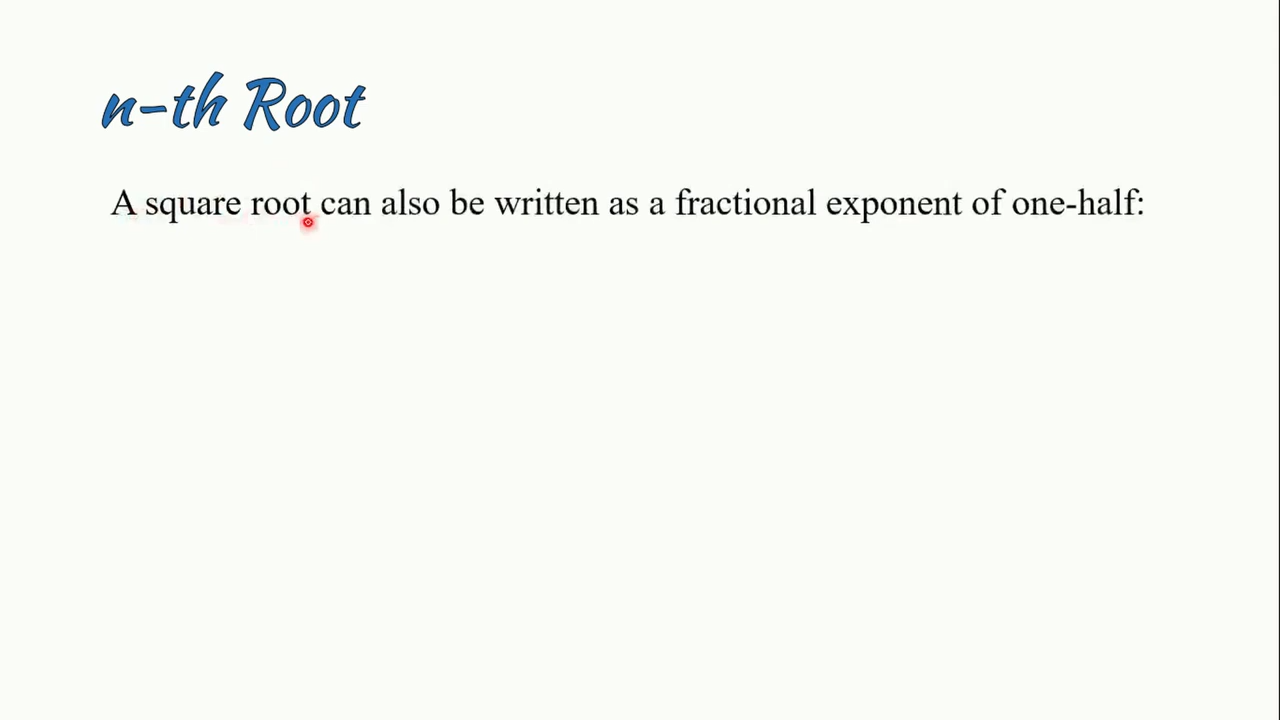 n-th Root
A square root can also be written as a fractional exponent of one-half: